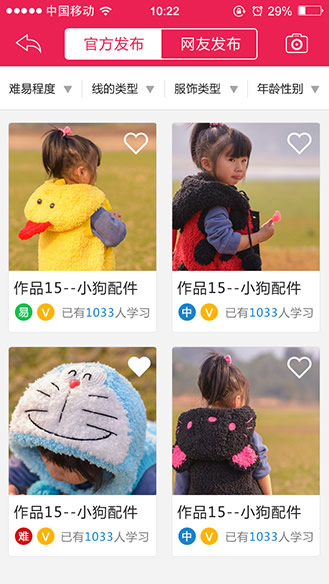 中国移动 10:22 29%
官方发布 网友发布
难易程度 线的类型 服饰类型 年龄性别
作品15--小狗配件 作品15--小狗配件
易 V 已有1033人学习 中 V 已有1033人学习
作品15--小狗配件 作品15--小狗配件
难 V 已有1033人学习 中 V 已有1033人学习